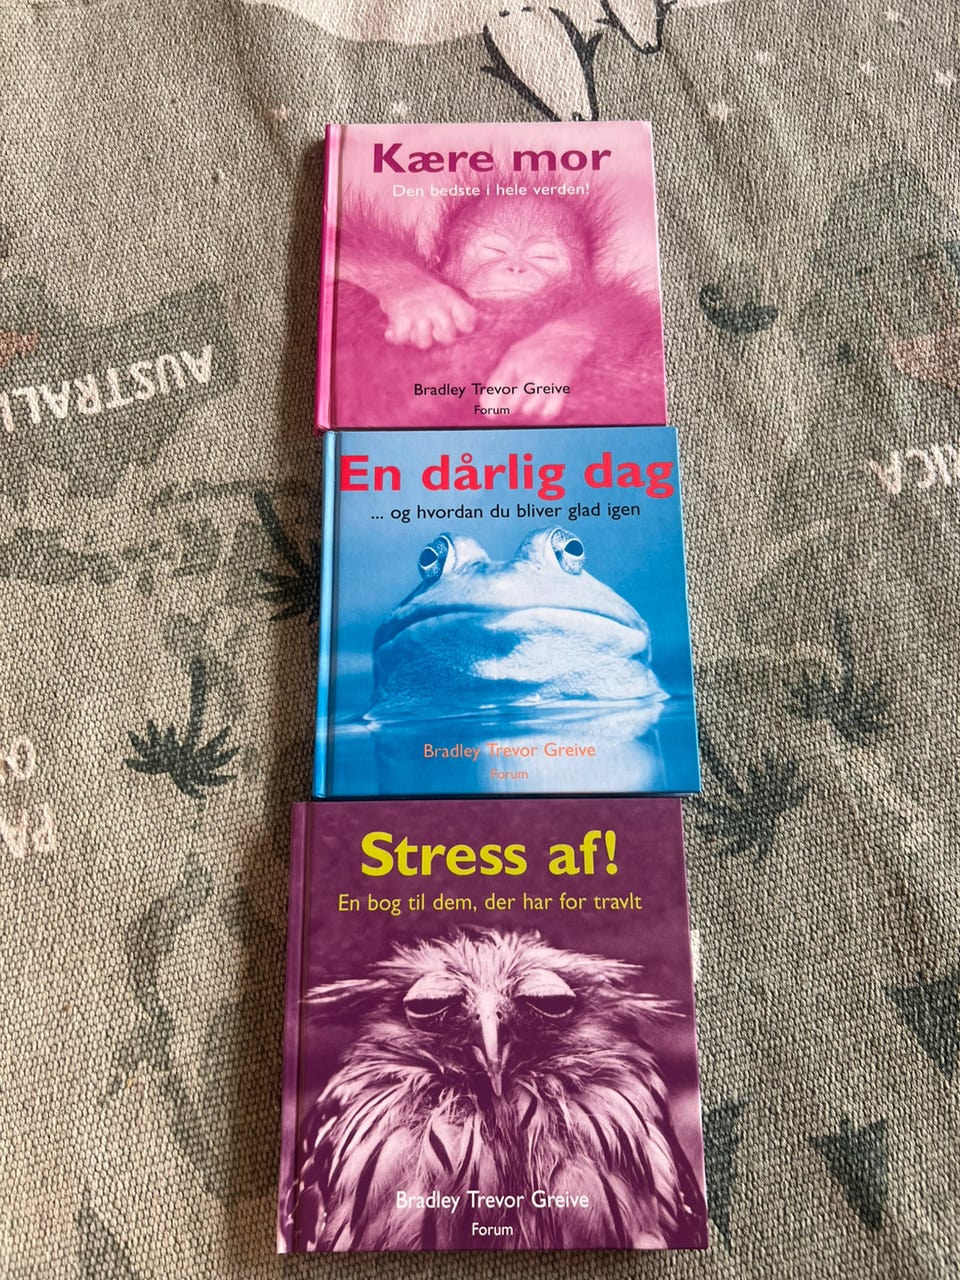 Kære mor
Den bedste i hele verden!
Bradley Trevor Greive
Forum
En dårlig dag
... og hvordan du bliver glad igen
Bradley Trevor Greive
Forum
Stress af!
En bog til dem, der har for travlt
Bradley Trevor Greive
Forum